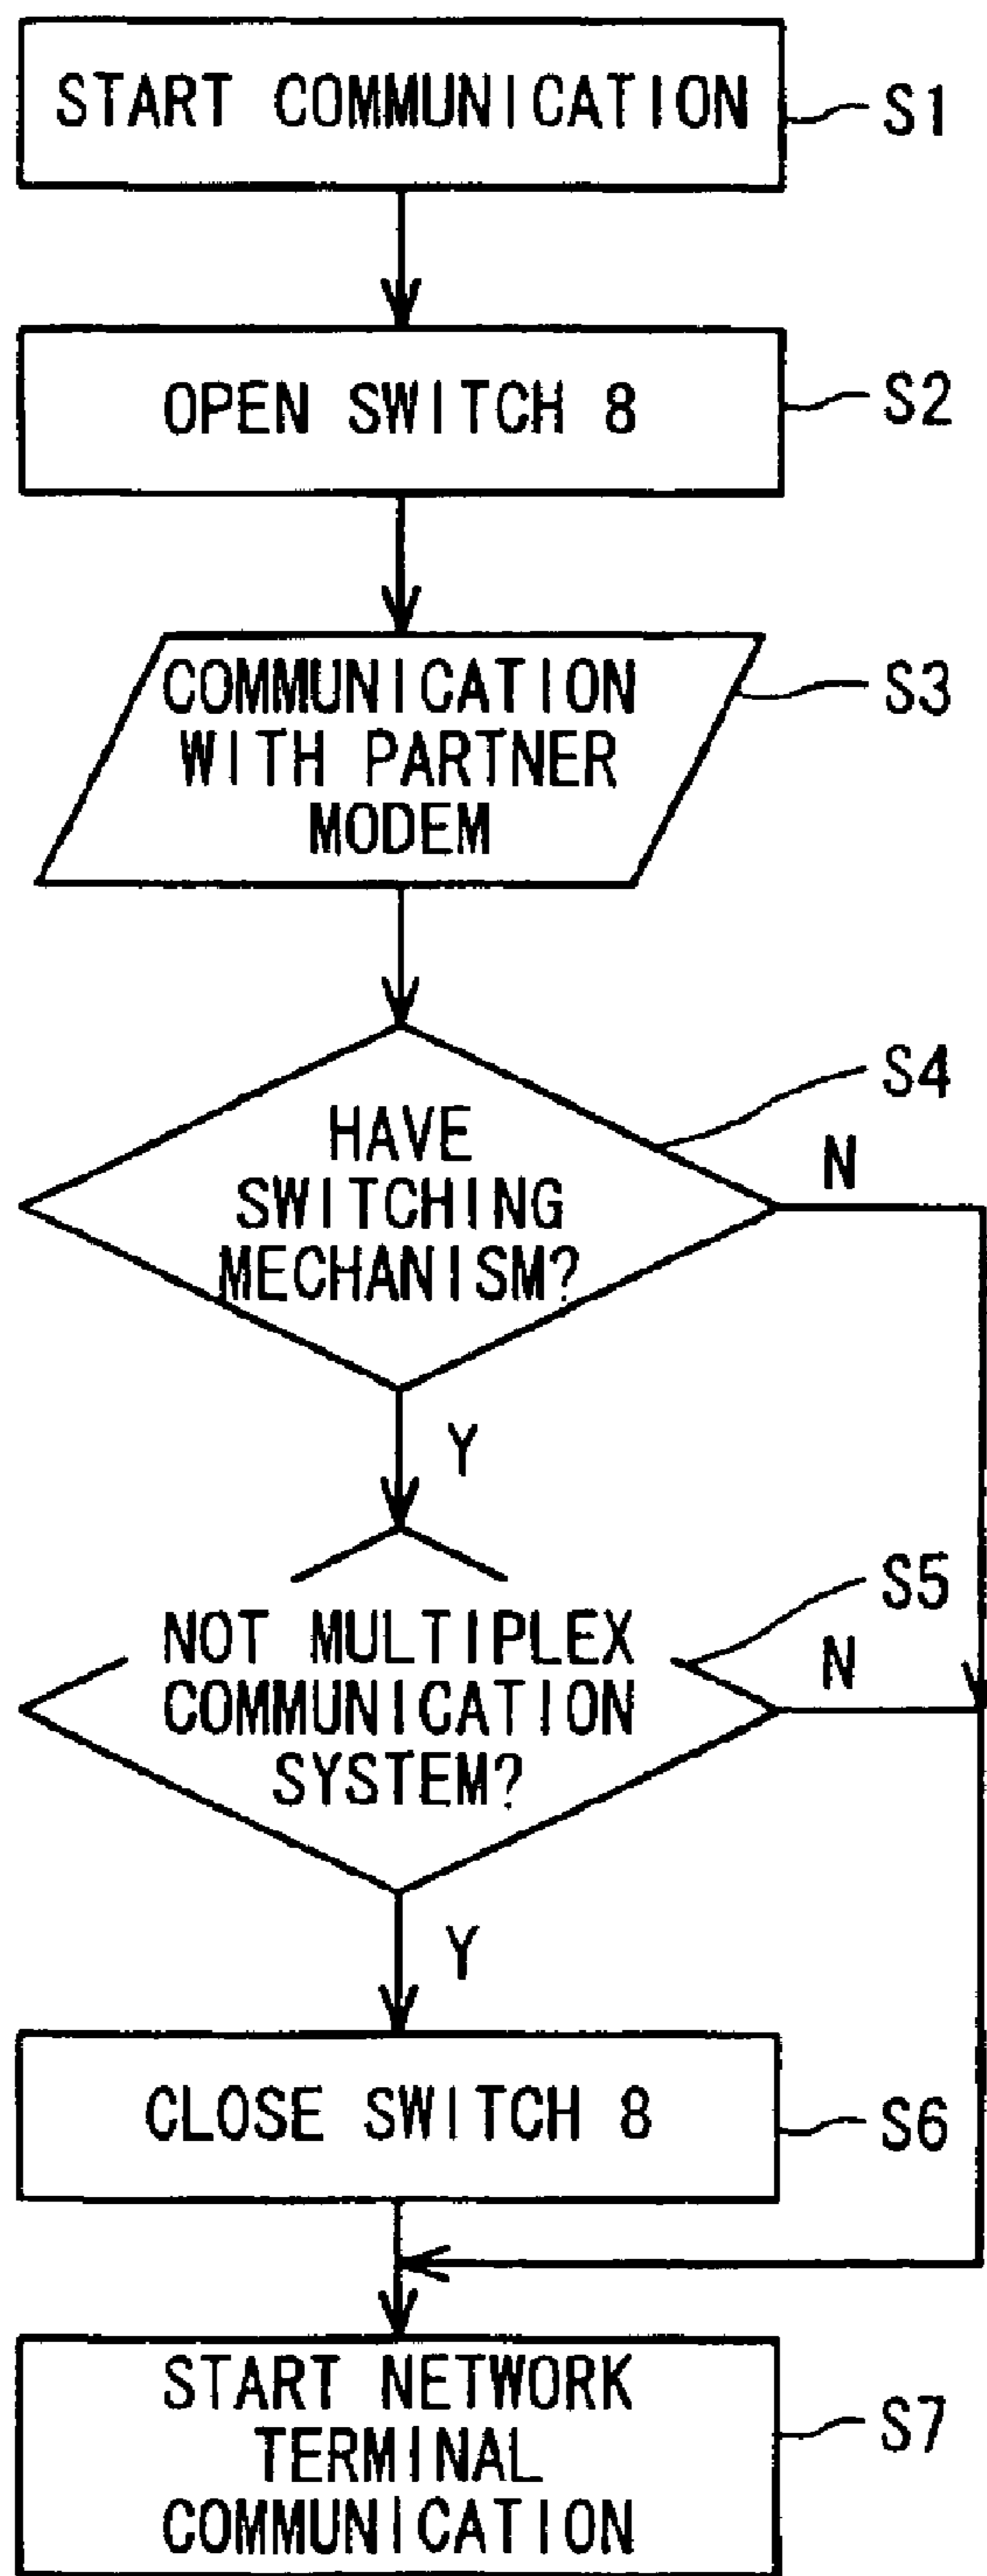 START COMMUNICATION
S1
OPEN SWITCH 8
S2
COMMUNICATION
WITH PARTNER
MODEM
S3
HAVE
SWITCHING
MECHANISM?
S4
N
Y
NOT MULTIPLEX
COMMUNICATION
SYSTEM?
S5
N
Y
CLOSE SWITCH 8
S6
START NETWORK
TERMINAL
COMMUNICATION
S7